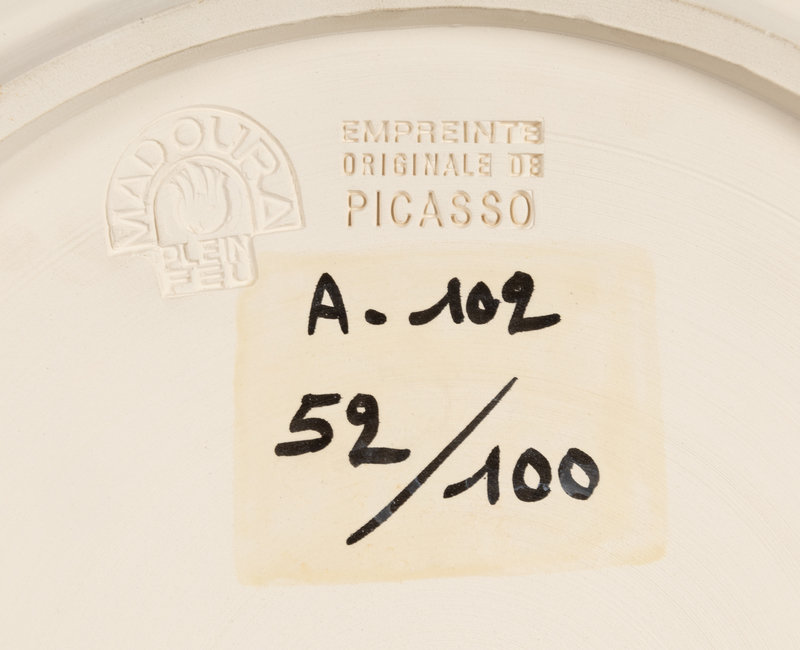 MADOURA
PLEIN
FEU
EMPREINTE
ORIGINALE DE
PICASSO
A. 102
52/100